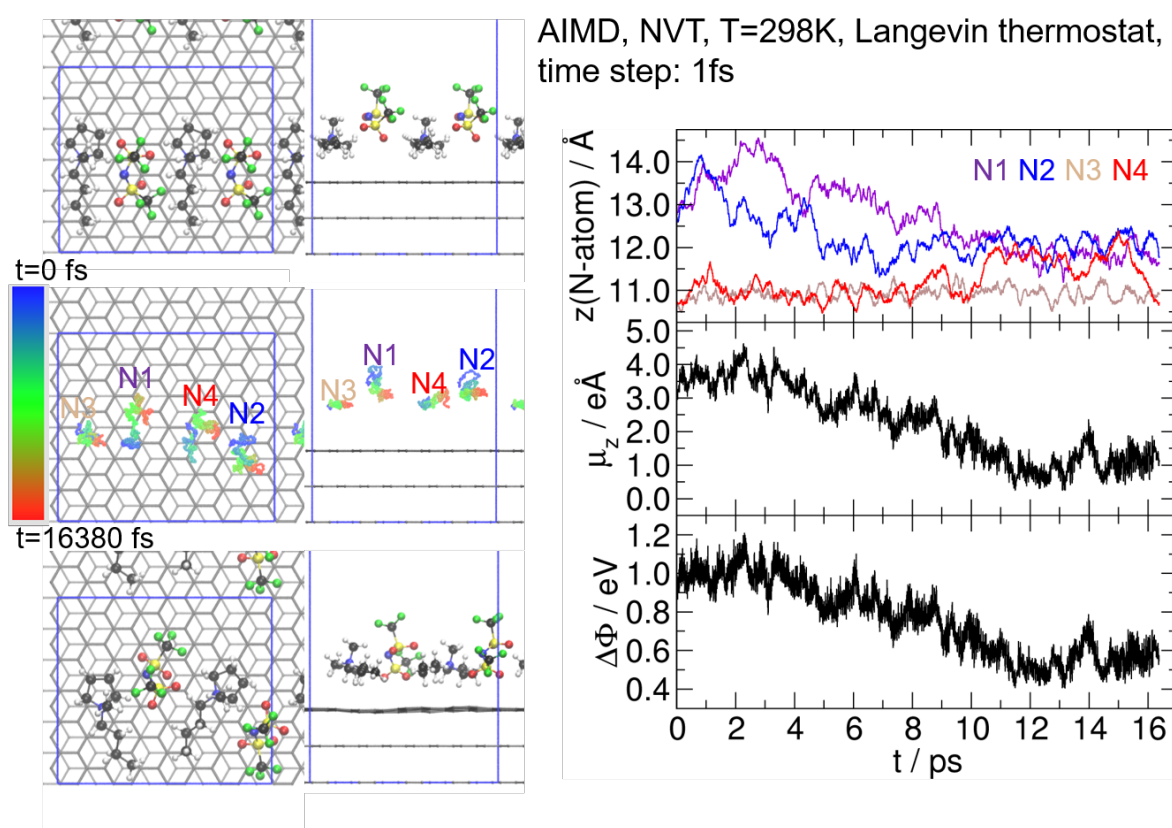 AIMD, NVT, T=298K, Langevin thermostat,
time step: 1fs
t=0 fs
N1
N3
N4
N2
N1
N2
N3
N4
t=16380 fs
N1 N2 N3 N4
z(N-atom) / Å
14.0
13.0
12.0
11.0
μz / eÅ
5.0
4.0
3.0
2.0
1.0
0.0
ΔΦ / eV
1.2
1.0
0.8
0.6
0.4
0 2 4 6 8 10 12 14 16
t / ps